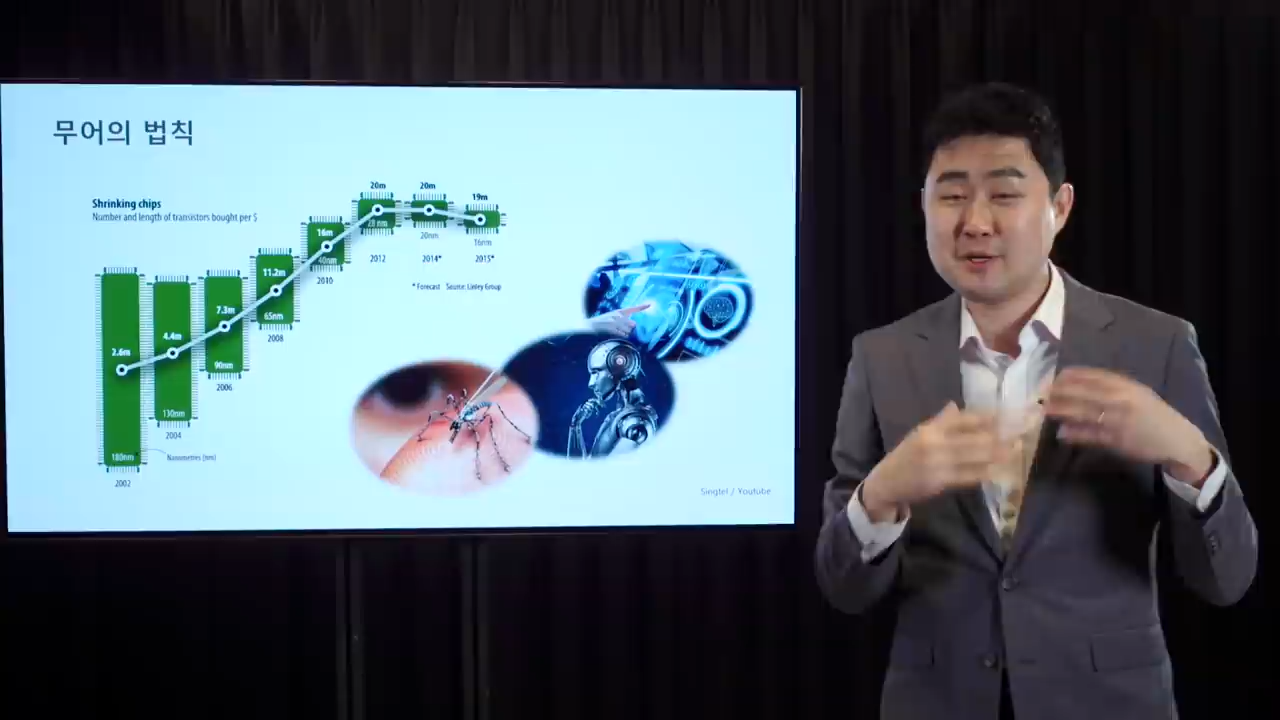 무어의 법칙
Shrinking chips
Number and length of transistors bought per $
2.6m
180nm
2002
4.4m
130nm
2004
7.3m
90nm
2006
11.2m
65nm
2008
16m
40nm
2010
20m
28 nm
2012
20m
20nm
2014*
19m
16nm
2015*
Nanometres (nm)
* Forecast Source: Linley Group
Singtel / Youtube